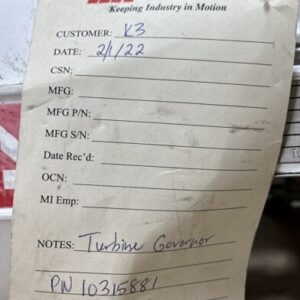 Keeping Industry in Motion
CUSTOMER: K3
DATE: 2/1/22
CSN:
MFG:
MFG P/N:
MFG S/N:
Date Rec'd:
OCN:
MI Emp:
NOTES: Turbine Governor
PN 10315881